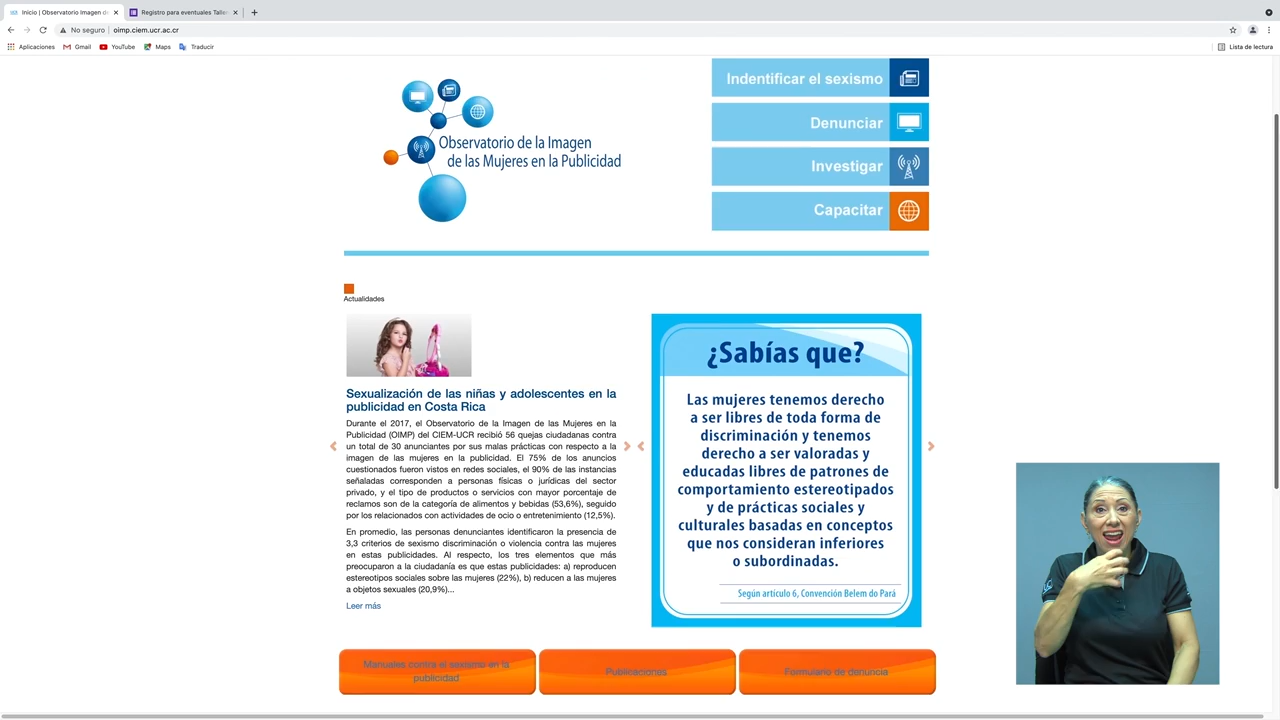 Inicio | Observatorio Imagen de
Registro para eventuales Talle
No seguro
oimp.ciem.ucr.ac.cr
Aplicaciones
Gmail
YouTube
Maps
Traducir
Lista de lectura
Observatorio de la Imagen
de las Mujeres en la Publicidad
Indentificar el sexismo
Denunciar
Investigar
Capacitar
Actualidades
Sexualización de las niñas y adolescentes en la
publicidad en Costa Rica
Durante el 2017, el Observatorio de la Imagen de las Mujeres en la
Publicidad (OIMP) del CIEM-UCR recibió 56 quejas ciudadanas contra
un total de 30 anunciantes por sus malas prácticas con respecto a la
imagen de las mujeres en la publicidad. El 75% de los anuncios
cuestionados fueron vistos en redes sociales, el 90% de las instancias
señaladas corresponden a personas físicas o jurídicas del sector
privado, y el tipo de productos o servicios con mayor porcentaje de
reclamos son de la categoría de alimentos y bebidas (53,6%), seguido
por los relacionados con actividades de ocio o entretenimiento (12,5%).
En promedio, las personas denunciantes identificaron la presencia de
3,3 criterios de sexismo discriminación o violencia contra las mujeres
en estas publicidades. Al respecto, los tres elementos que más
preocuparon a la ciudadanía es que estas publicidades: a) reproducen
estereotipos sociales sobre las mujeres (22%), b) reducen a las mujeres
a objetos sexuales (20,9%)...
Leer más
¿Sabías que?
Las mujeres tenemos derecho
a ser libres de toda forma de
discriminación y tenemos
derecho a ser valoradas y
educadas libres de patrones de
comportamiento estereotipados
y de prácticas sociales y
culturales basadas en conceptos
que nos consideran inferiores
o subordinadas.
Según artículo 6, Convención Belem do Pará
Manuales contra el sexismo en la
publicidad
Publicaciones
Formulario de denuncia